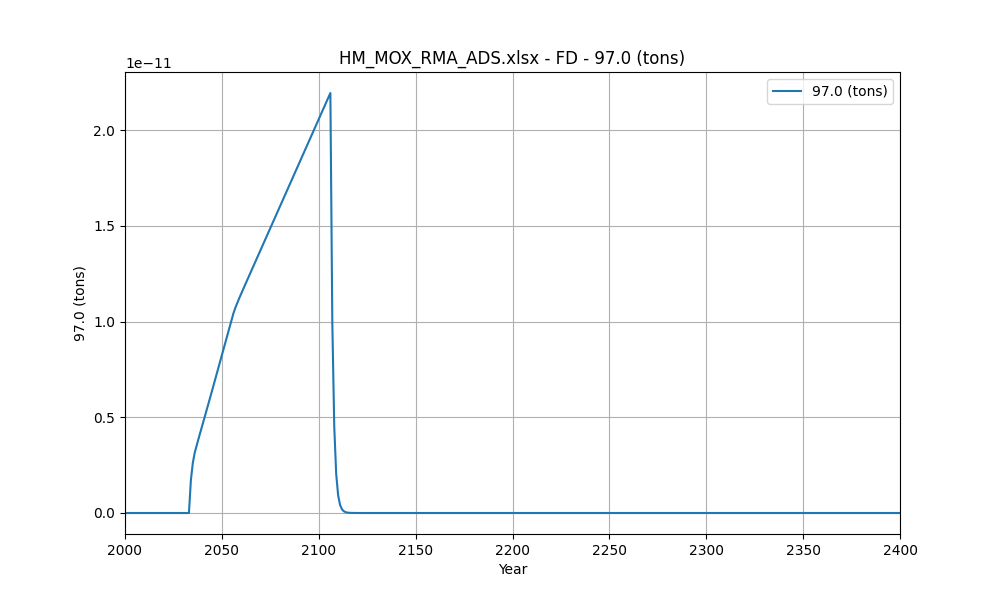 HM_MOX_RMA_ADS.xlsx - FD - 97.0 (tons)
1e−11
97.0 (tons)
2.0
1.5
1.0
0.5
0.0
97.0 (tons)
2000 2050 2100 2150 2200 2250 2300 2350 2400
Year